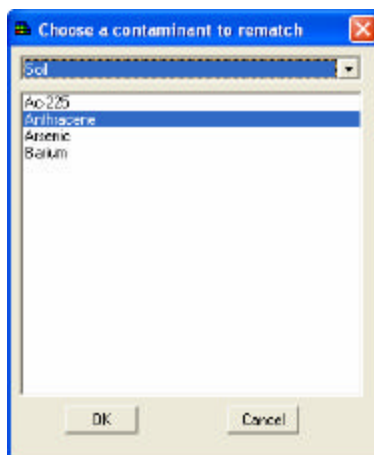 Choose a contaminant to rematch
Soil
Ac-225
Anthracene
Arsenic
Barium
OK
Cancel